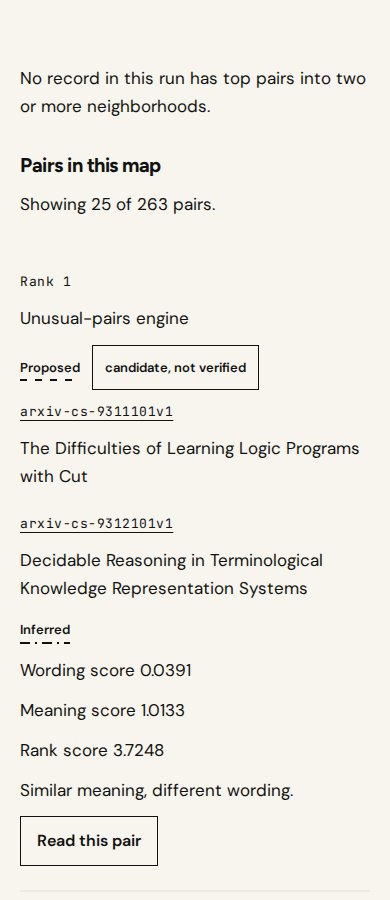 No record in this run has top pairs into two
or more neighborhoods.
Pairs in this map
Showing 25 of 263 pairs.
Rank 1
Unusual-pairs engine
Proposed candidate, not verified
arxiv-cs-9311101v1
The Difficulties of Learning Logic Programs
with Cut
arxiv-cs-9312101v1
Decidable Reasoning in Terminological
Knowledge Representation Systems
Inferred
Wording score 0.0391
Meaning score 1.0133
Rank score 3.7248
Similar meaning, different wording.
Read this pair